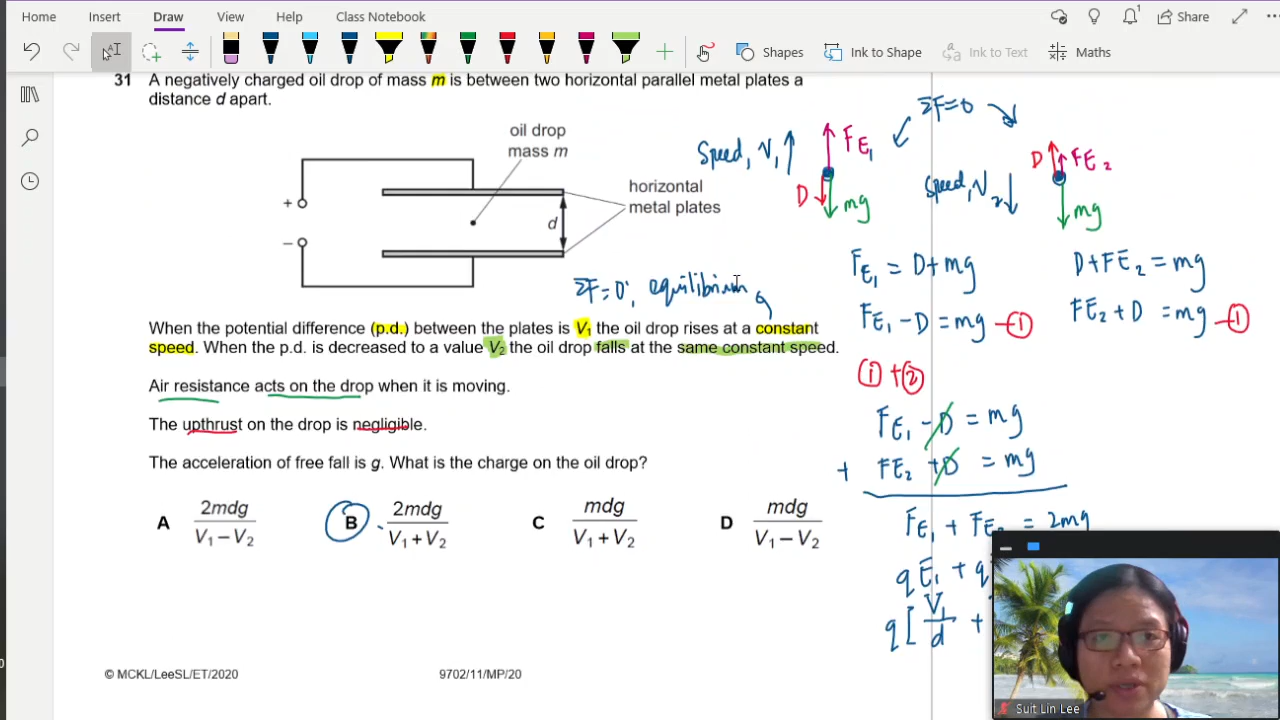 Home Insert Draw View Help Class Notebook Share
Shapes Ink to Shape Ink to Text Maths
31 A negatively charged oil drop of mass m is between two horizontal parallel metal plates a
distance d apart.
oil drop
mass m
+
−
d
horizontal
metal plates
ΣF=0, equilibrium
When the potential difference (p.d.) between the plates is V₁ the oil drop rises at a constant
speed. When the p.d. is decreased to a value V₂ the oil drop falls at the same constant speed.
Air resistance acts on the drop when it is moving.
The upthrust on the drop is negligible.
The acceleration of free fall is g. What is the charge on the oil drop?
A 2mdg / V₁ − V₂
B 2mdg / V₁ + V₂
C mdg / V₁ + V₂
D mdg / V₁ − V₂
© MCKL/LeeSL/ET/2020 9702/11/MP/20
ΣF=0
Speed, V₁ ↑
FE₁
D
mg
Speed, V₂ ↓
D
FE₂
mg
FE₁ = D+mg
FE₁ − D = mg —①
D+FE₂ = mg
FE₂ + D = mg —①
① + ②
FE₁ − D = mg
+ FE₂ + D = mg
FE₁ + FE₂ = 2mg
qE₁ + q
q[V₁/d +
Suit Lin Lee